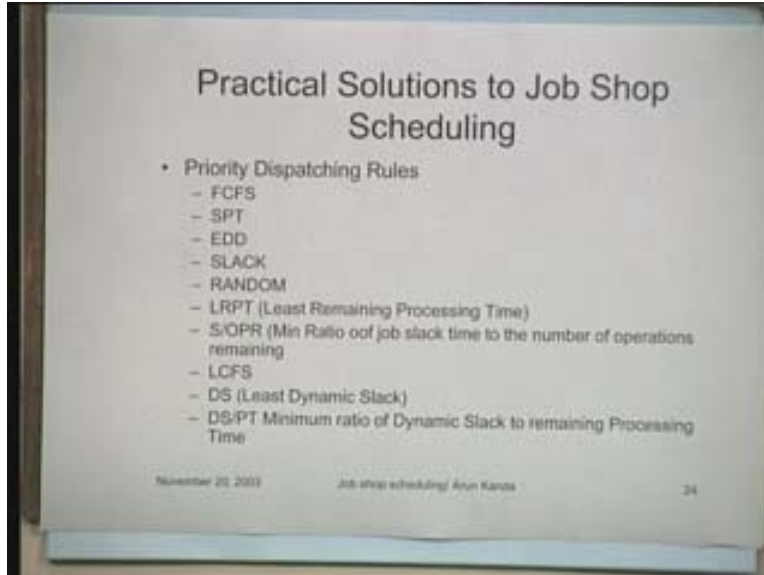 Practical Solutions to Job Shop
Scheduling
• Priority Dispatching Rules
– FCFS
– SPT
– EDD
– SLACK
– RANDOM
– LRPT (Least Remaining Processing Time)
– S/OPR (Min Ratio oof job slack time to the number of operations
remaining
– LCFS
– DS (Least Dynamic Slack)
– DS/PT Minimum ratio of Dynamic Slack to remaining Processing
Time
November 20, 2003 Job shop scheduling/ Arun Kanda 24